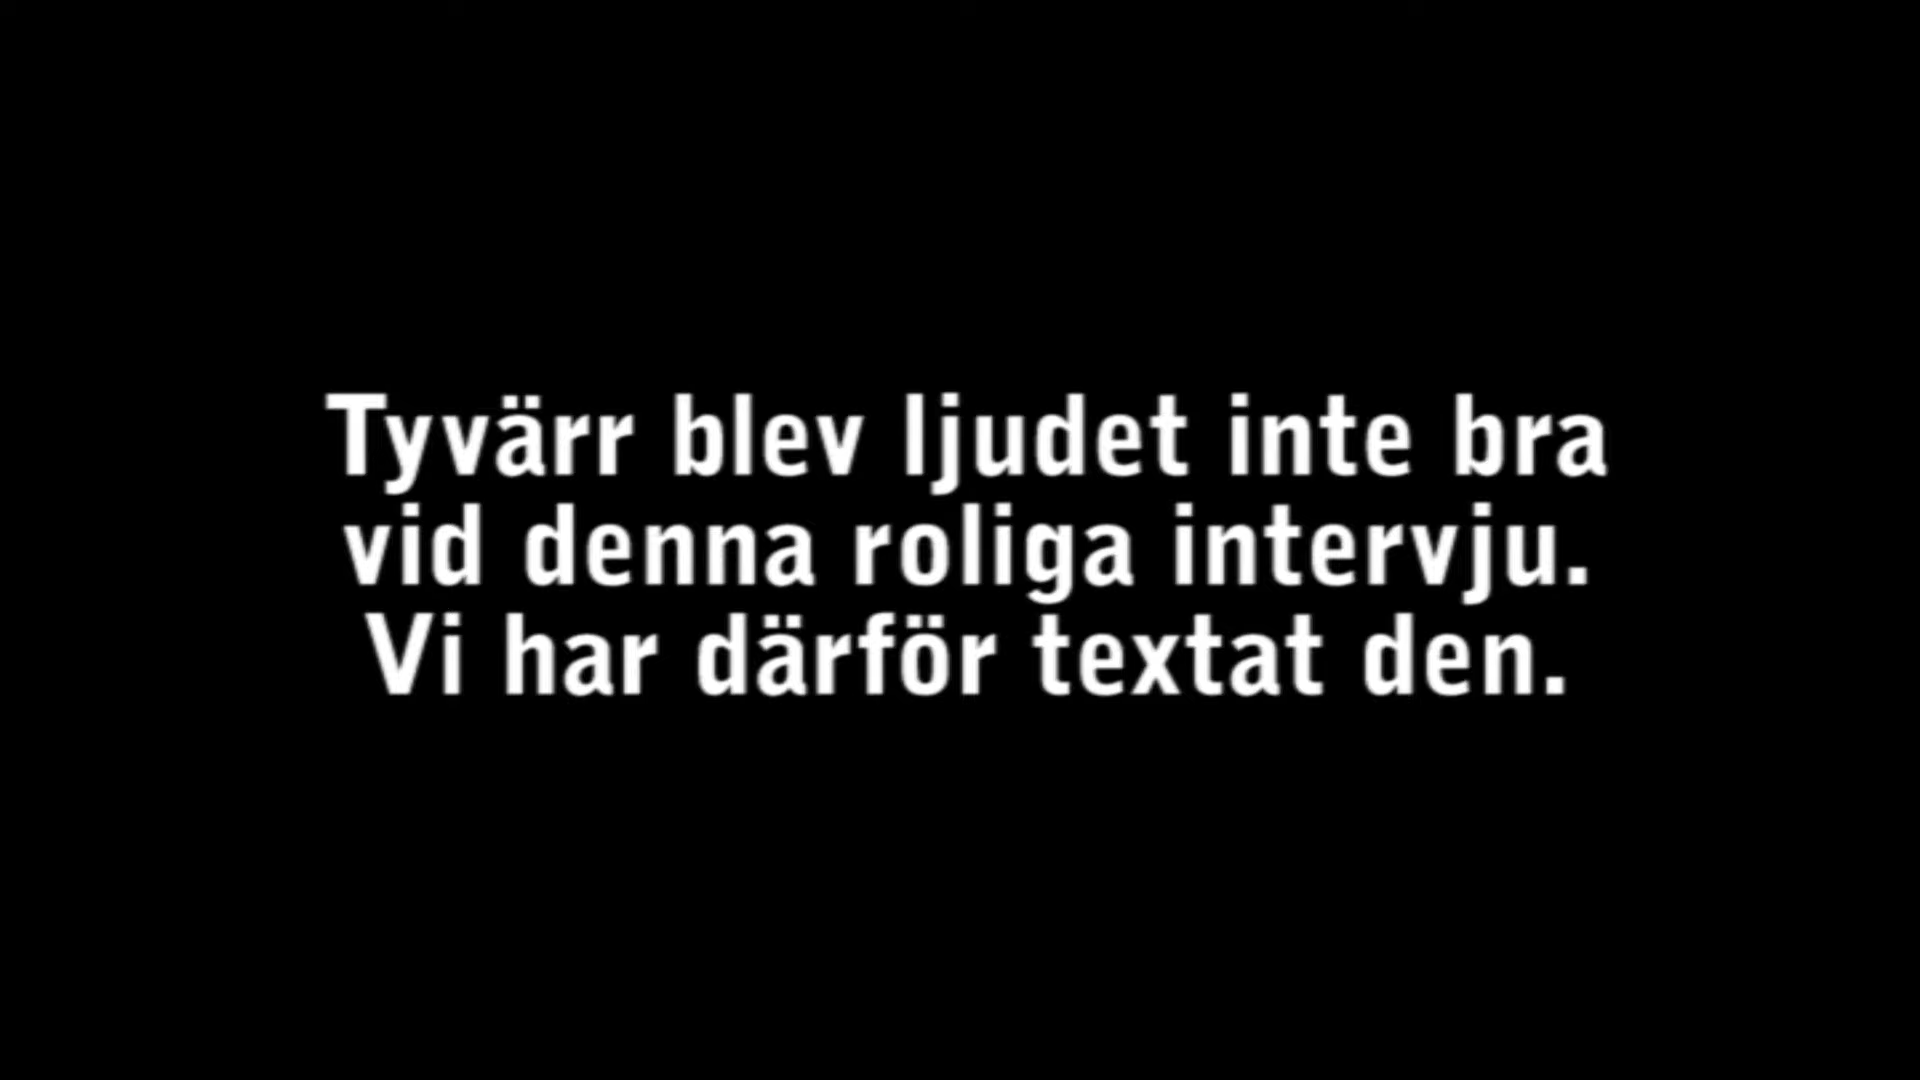 Tyvärr blev ljudet inte bra
vid denna roliga intervju.
Vi har därför textat den.